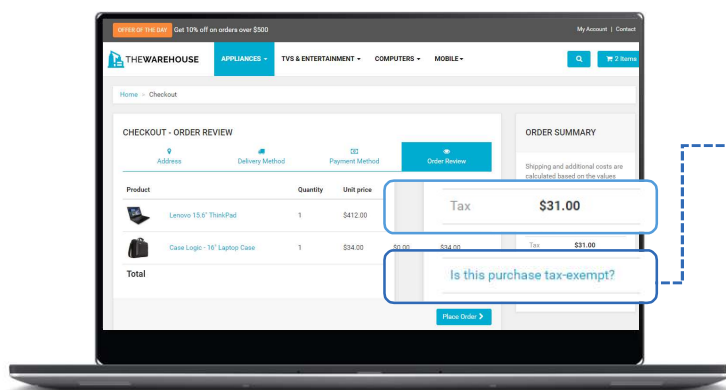 OFFER OF THE DAY Get 10% off on orders over $500
My Account | Contact
THEWAREHOUSE
APPLIANCES
TVS & ENTERTAINMENT
COMPUTERS
MOBILE
2 Items
Home > Checkout
CHECKOUT - ORDER REVIEW
Address
Delivery Method
Payment Method
Order Review
Product Quantity Unit price
Lenovo 15.6" ThinkPad 1 $412.00
Case Logic - 16" Laptop Case 1 $34.00 $0.00 $34.00
Total
Place Order
ORDER SUMMARY
Shipping and additional costs are
calculated based on the values
Tax $31.00
Tax $31.00
Is this purchase tax-exempt?